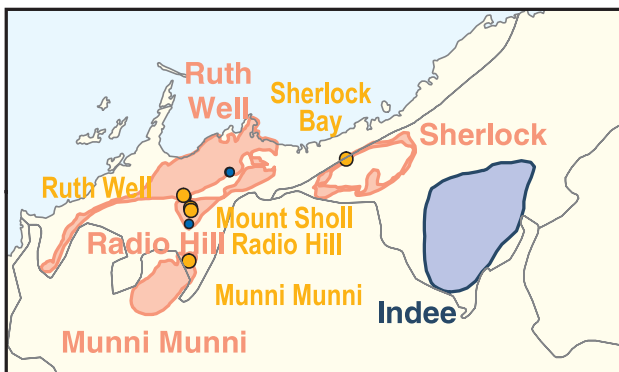 Ruth
Well
Sherlock
Bay
Sherlock
Ruth Well
Mount Sholl
Radio Hill
Radio Hill
Munni Munni
Indee
Munni Munni